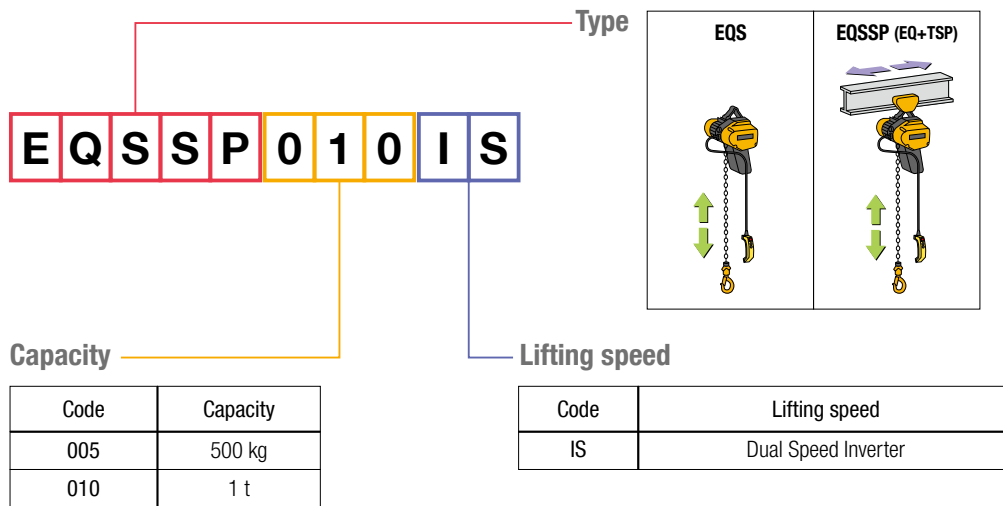 Type
EQS
EQSSP (EQ+TSP)
EQSSP010IS
Capacity
Code Capacity
005 500 kg
010 1 t
Lifting speed
Code Lifting speed
IS Dual Speed Inverter